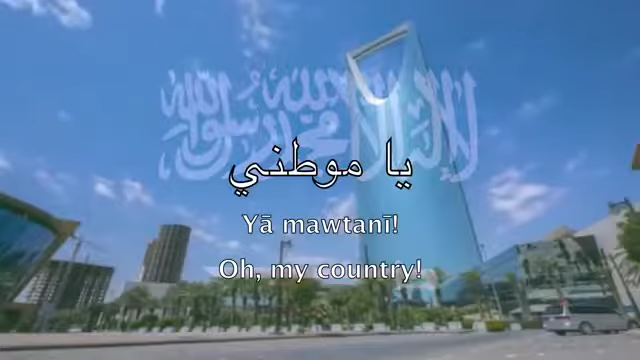 لا إله إلا الله محمد رسول الله
يا موطني
Yā mawtanī!
Oh, my country!